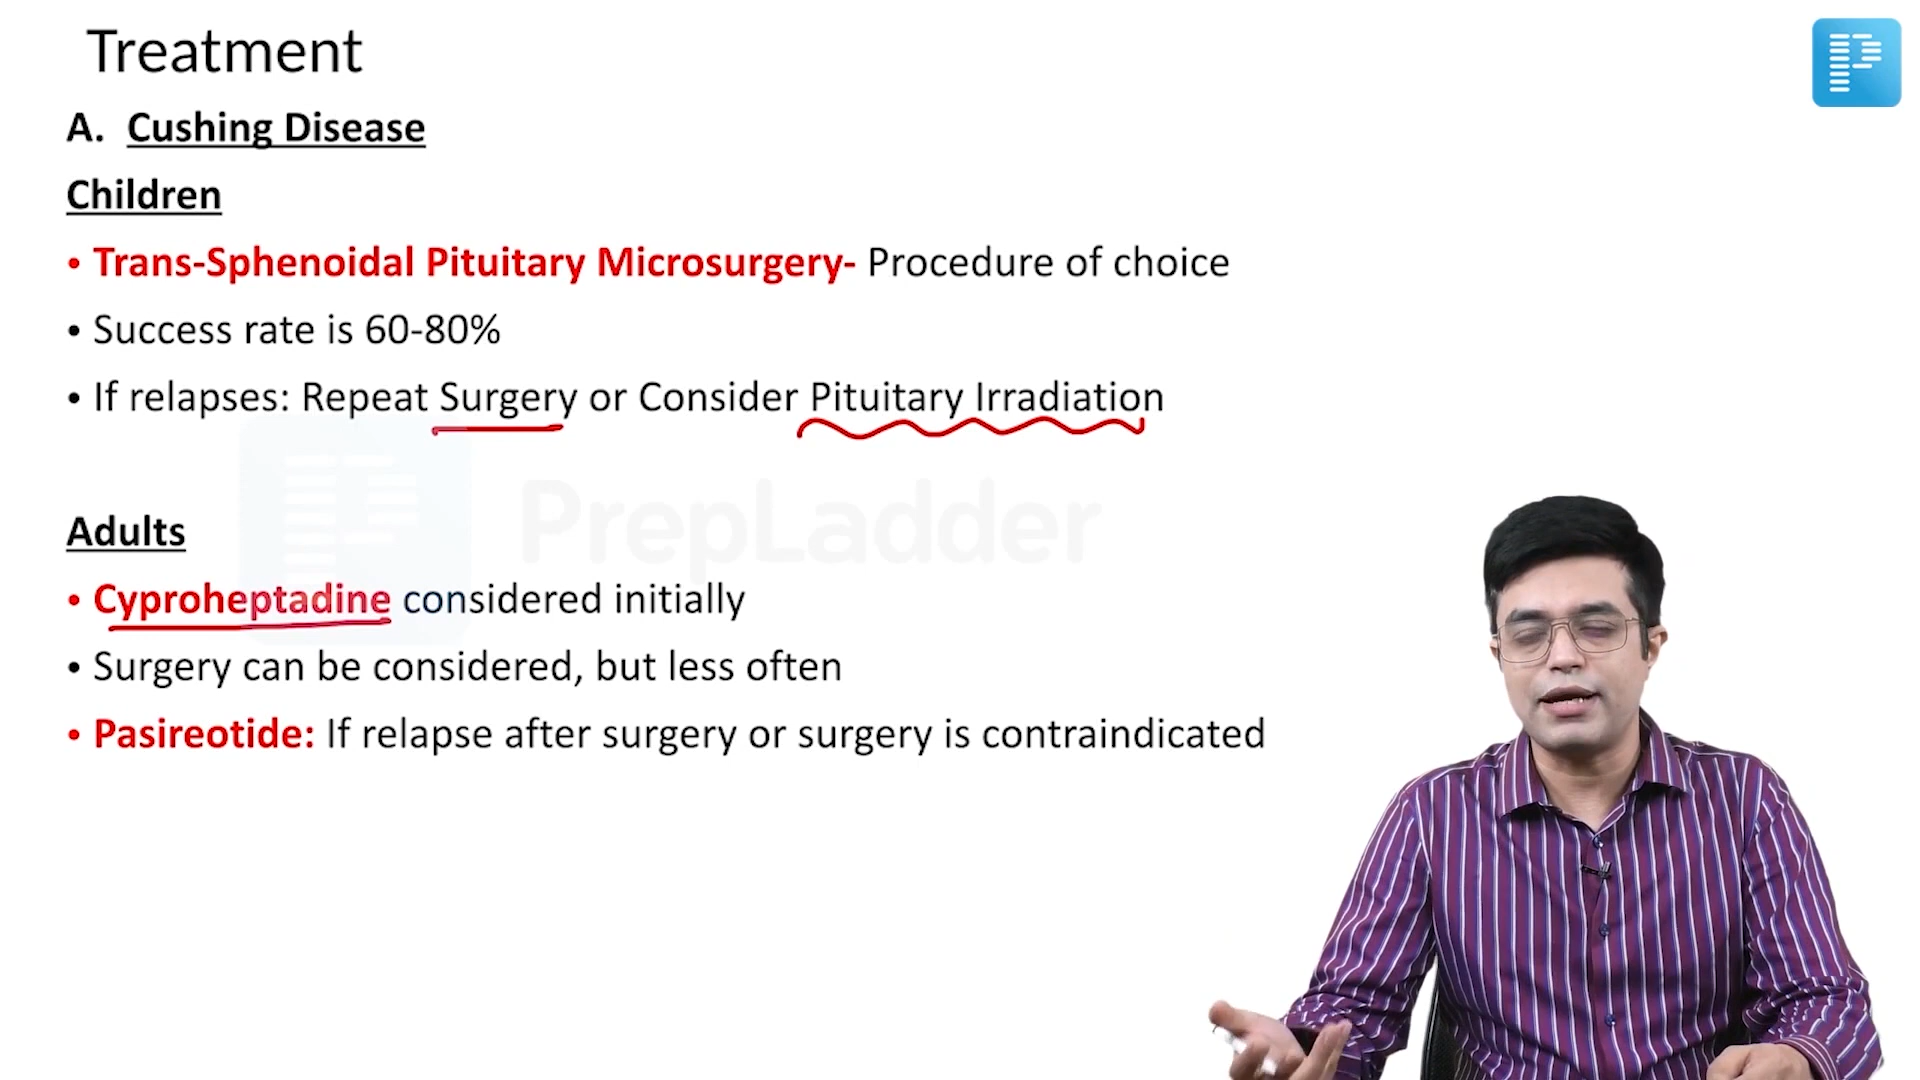 Treatment
A. Cushing Disease
Children
• Trans-Sphenoidal Pituitary Microsurgery- Procedure of choice
• Success rate is 60-80%
• If relapses: Repeat Surgery or Consider Pituitary Irradiation
PrepLadder
Adults
• Cyproheptadine considered initially
• Surgery can be considered, but less often
• Pasireotide: If relapse after surgery or surgery is contraindicated